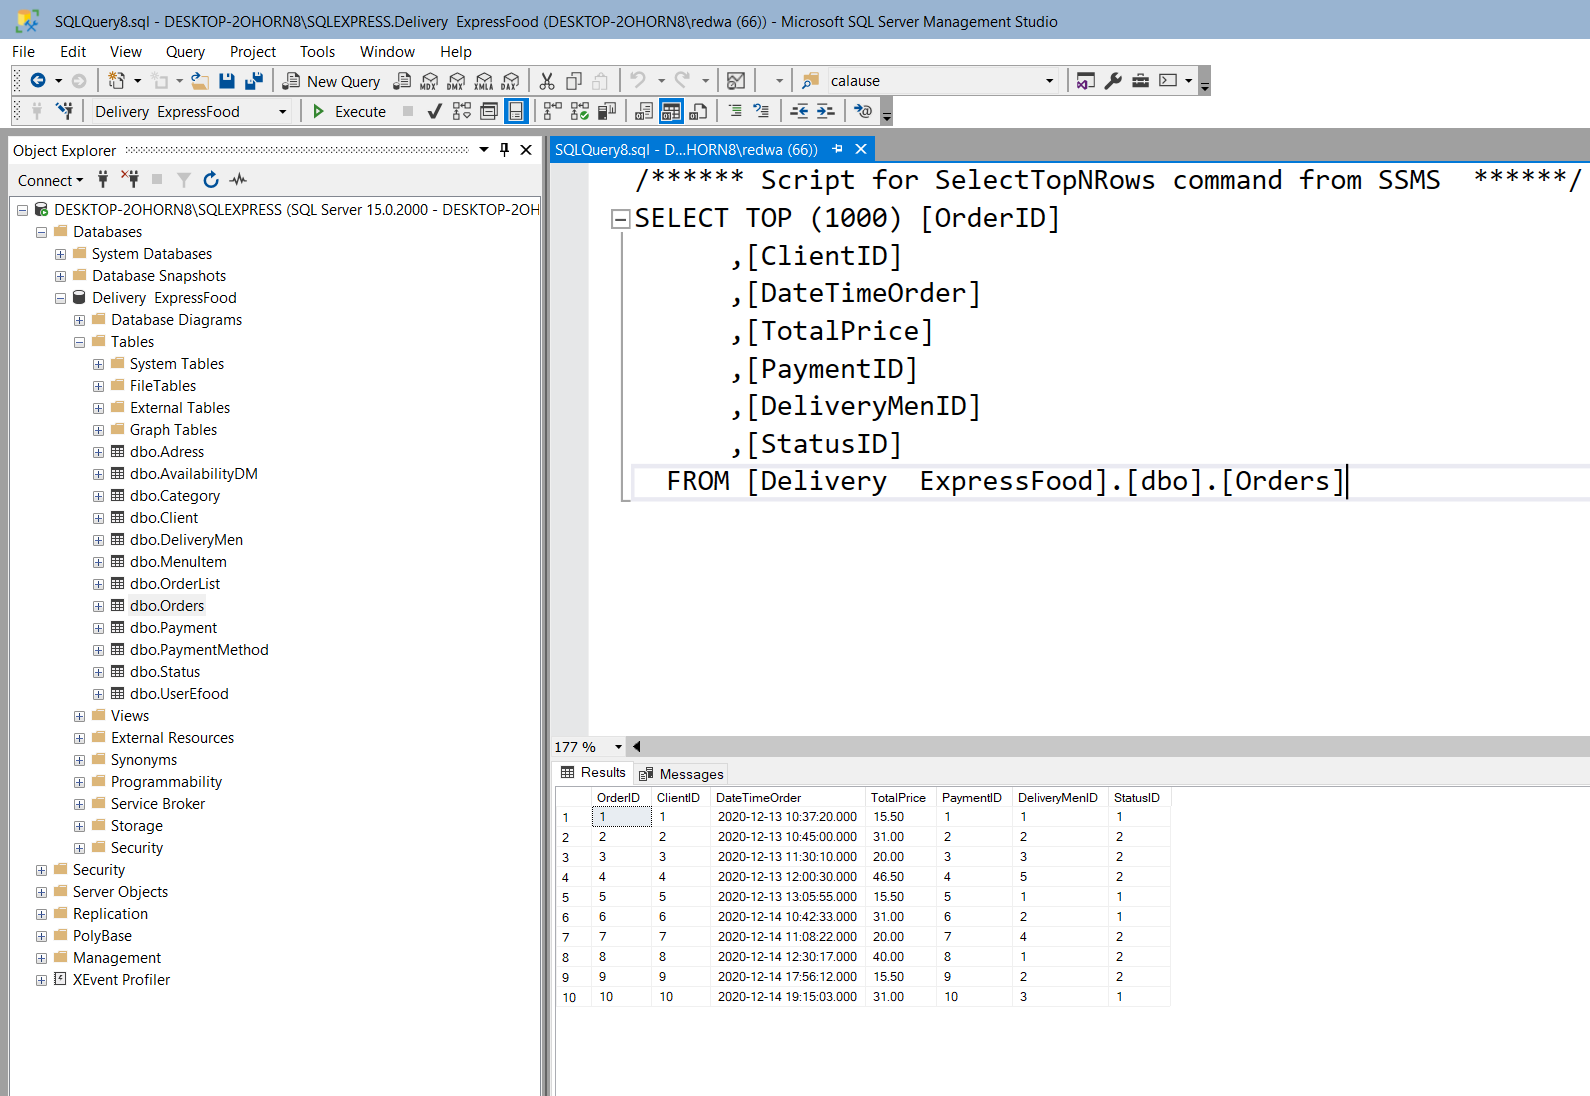 SQLQuery8.sql - DESKTOP-2OHORN8\SQLEXPRESS.Delivery  ExpressFood (DESKTOP-2OHORN8\redwa (66)) - Microsoft SQL Server Management Studio
File Edit View Query Project Tools Window Help
New Query MDX DMX XMLA DAX calause
Delivery  ExpressFood Execute
Object Explorer
Connect
DESKTOP-2OHORN8\SQLEXPRESS (SQL Server 15.0.2000 - DESKTOP-2OH
Databases
System Databases
Database Snapshots
Delivery  ExpressFood
Database Diagrams
Tables
System Tables
FileTables
External Tables
Graph Tables
dbo.Adress
dbo.AvailabilityDM
dbo.Category
dbo.Client
dbo.DeliveryMen
dbo.MenuItem
dbo.OrderList
dbo.Orders
dbo.Payment
dbo.PaymentMethod
dbo.Status
dbo.UserEfood
Views
External Resources
Synonyms
Programmability
Service Broker
Storage
Security
Security
Server Objects
Replication
PolyBase
Management
XEvent Profiler
SQLQuery8.sql - D...HORN8\redwa (66))
/****** Script for SelectTopNRows command from SSMS  ******/
SELECT TOP (1000) [OrderID]
,[ClientID]
,[DateTimeOrder]
,[TotalPrice]
,[PaymentID]
,[DeliveryMenID]
,[StatusID]
FROM [Delivery  ExpressFood].[dbo].[Orders]
177 %
Results Messages
OrderID ClientID DateTimeOrder TotalPrice PaymentID DeliveryMenID StatusID
1 1 1 2020-12-13 10:37:20.000 15.50 1 1 1
2 2 2 2020-12-13 10:45:00.000 31.00 2 2 2
3 3 3 2020-12-13 11:30:10.000 20.00 3 3 2
4 4 4 2020-12-13 12:00:30.000 46.50 4 5 2
5 5 5 2020-12-13 13:05:55.000 15.50 5 1 1
6 6 6 2020-12-14 10:42:33.000 31.00 6 2 1
7 7 7 2020-12-14 11:08:22.000 20.00 7 4 2
8 8 8 2020-12-14 12:30:17.000 40.00 8 1 2
9 9 9 2020-12-14 17:56:12.000 15.50 9 2 2
10 10 10 2020-12-14 19:15:03.000 31.00 10 3 1